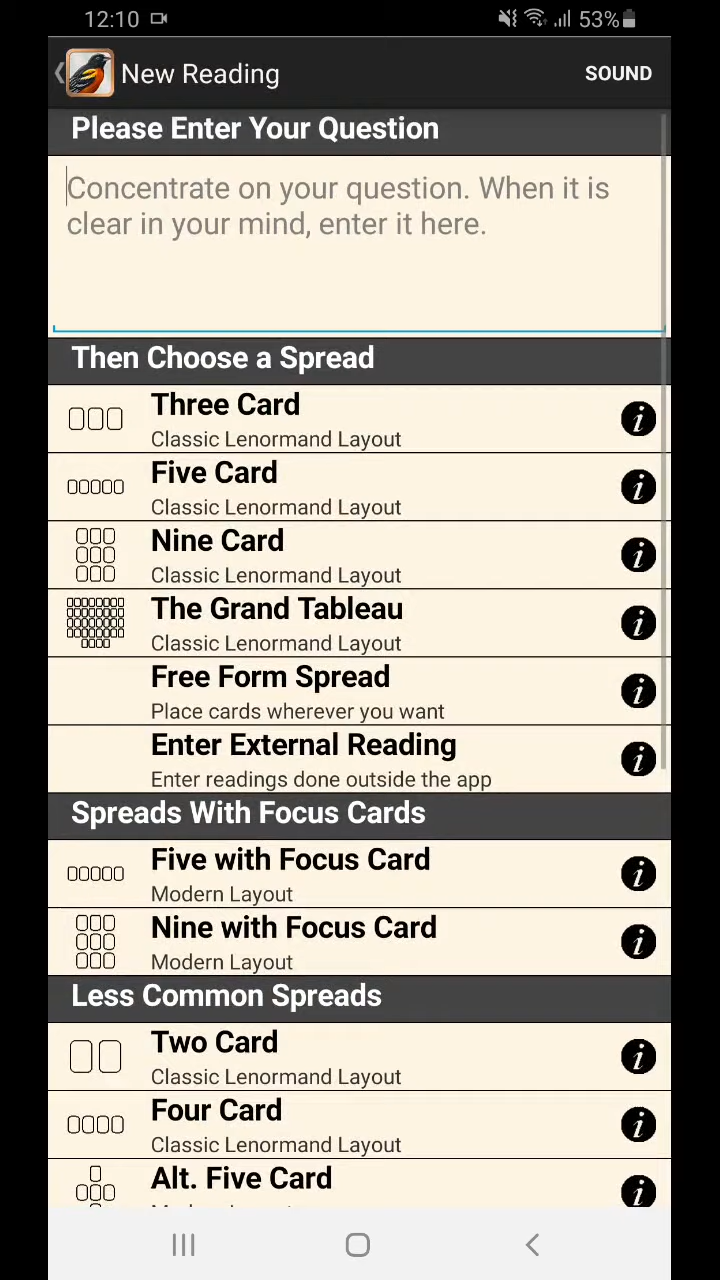 12:10
53%
New Reading
SOUND
Please Enter Your Question
Concentrate on your question. When it is
clear in your mind, enter it here.
Then Choose a Spread
Three Card
Classic Lenormand Layout
Five Card
Classic Lenormand Layout
Nine Card
Classic Lenormand Layout
The Grand Tableau
Classic Lenormand Layout
Free Form Spread
Place cards wherever you want
Enter External Reading
Enter readings done outside the app
Spreads With Focus Cards
Five with Focus Card
Modern Layout
Nine with Focus Card
Modern Layout
Less Common Spreads
Two Card
Classic Lenormand Layout
Four Card
Classic Lenormand Layout
Alt. Five Card